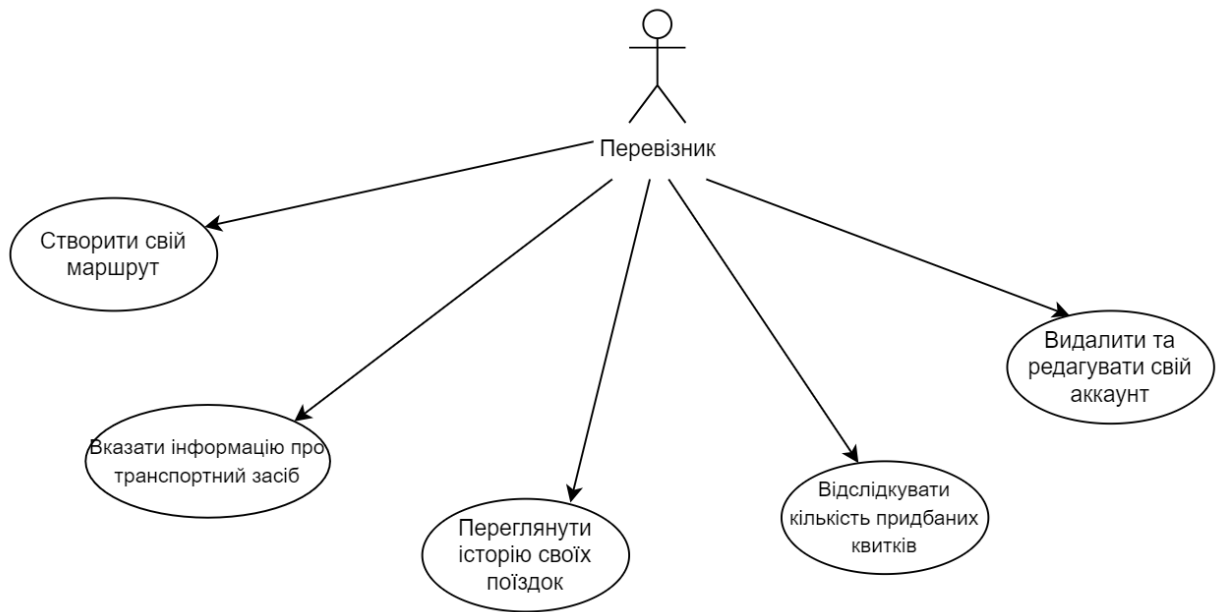 Перевізник
Створити свій
маршрут
Вказати інформацію про
транспортний засіб
Переглянути
історію своїх
поїздок
Відслідкувати
кількість придбаних
квитків
Видалити та
редагувати свій
аккаунт